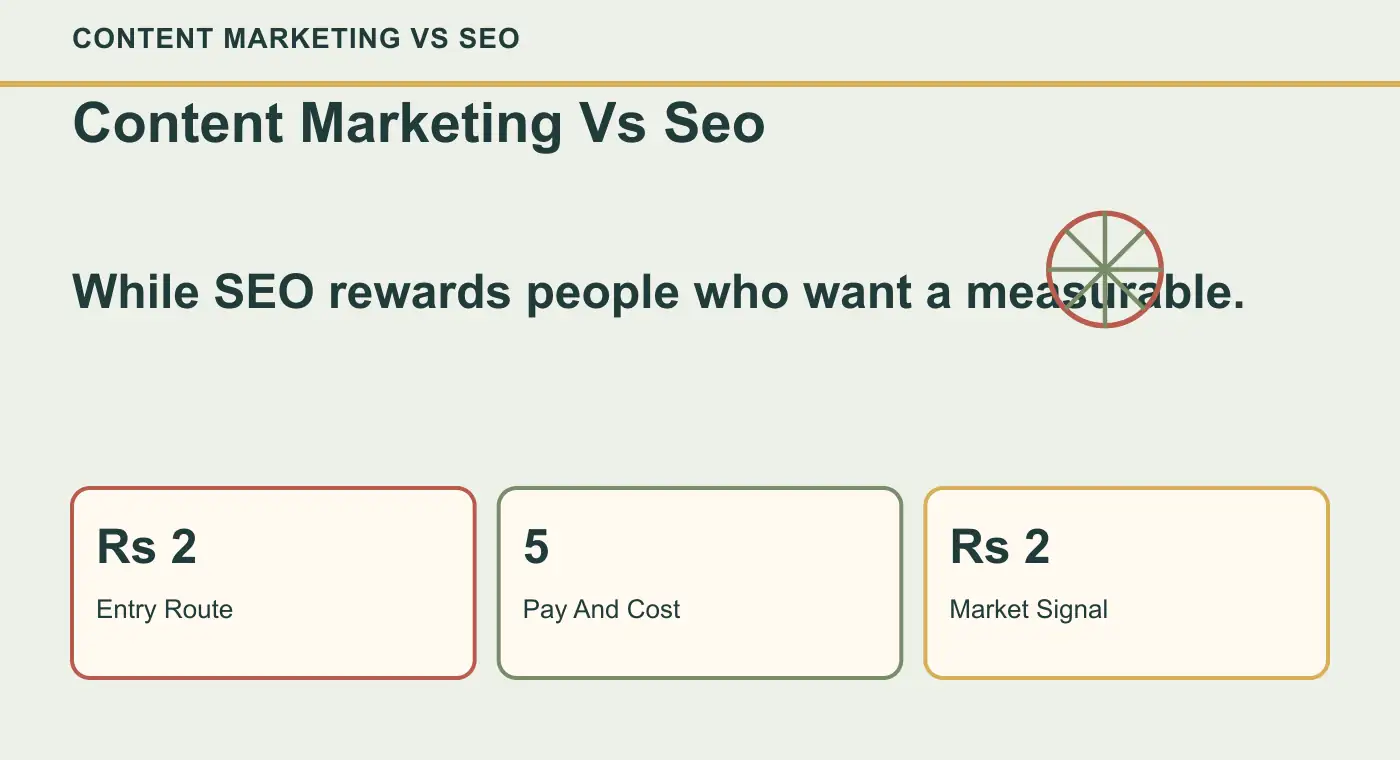 CONTENT MARKETING VS SEO
Content Marketing Vs Seo
While SEO rewards people who want a measurable.
Rs 2
Entry Route
5
Pay And Cost
Rs 2
Market Signal